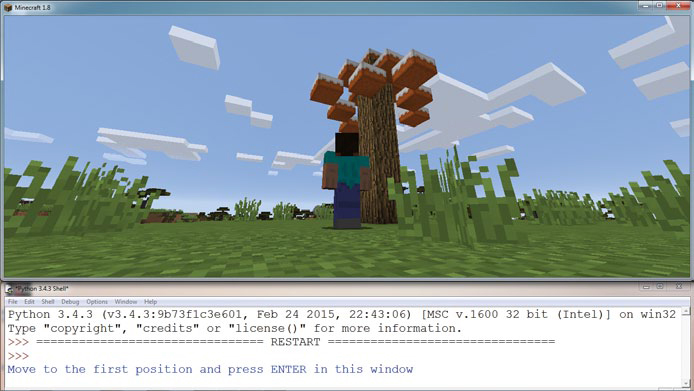 Minecraft 1.8
*Python 3.4.3 Shell*
File Edit Shell Debug Options Window Help
Python 3.4.3 (v3.4.3:9b73f1c3e601, Feb 24 2015, 22:43:06) [MSC v.1600 32 bit (Intel)] on win32
Type "copyright", "credits" or "license()" for more information.
>>> ================================ RESTART ================================
>>>
Move to the first position and press ENTER in this window